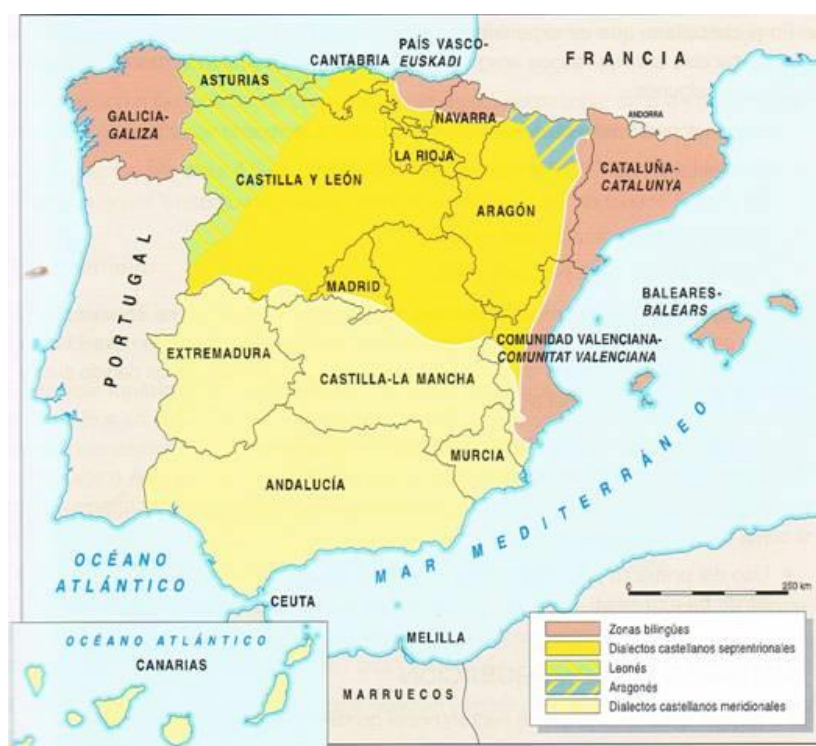 PAÍS VASCO-
EUSKADI
CANTABRIA
FRANCIA
ASTURIAS
GALICIA-
GALIZA
NAVARRA
ANDORRA
LA RIOJA
CATALUÑA-
CATALUNYA
CASTILLA Y LEÓN
ARAGÓN
PORTUGAL
MADRID
BALEARES-
BALEARS
COMUNIDAD VALENCIANA-
COMUNITAT VALENCIANA
EXTREMADURA
CASTILLA-LA MANCHA
MURCIA
ANDALUCÍA
MAR MEDITERRÁNEO
OCÉANO
ATLÁNTICO
0 250 km
CEUTA
MELILLA
MARRUECOS
OCÉANO ATLÁNTICO
CANARIAS
Zonas bilingües
Dialectos castellanos septentrionales
Leonés
Aragonés
Dialectos castellanos meridionales